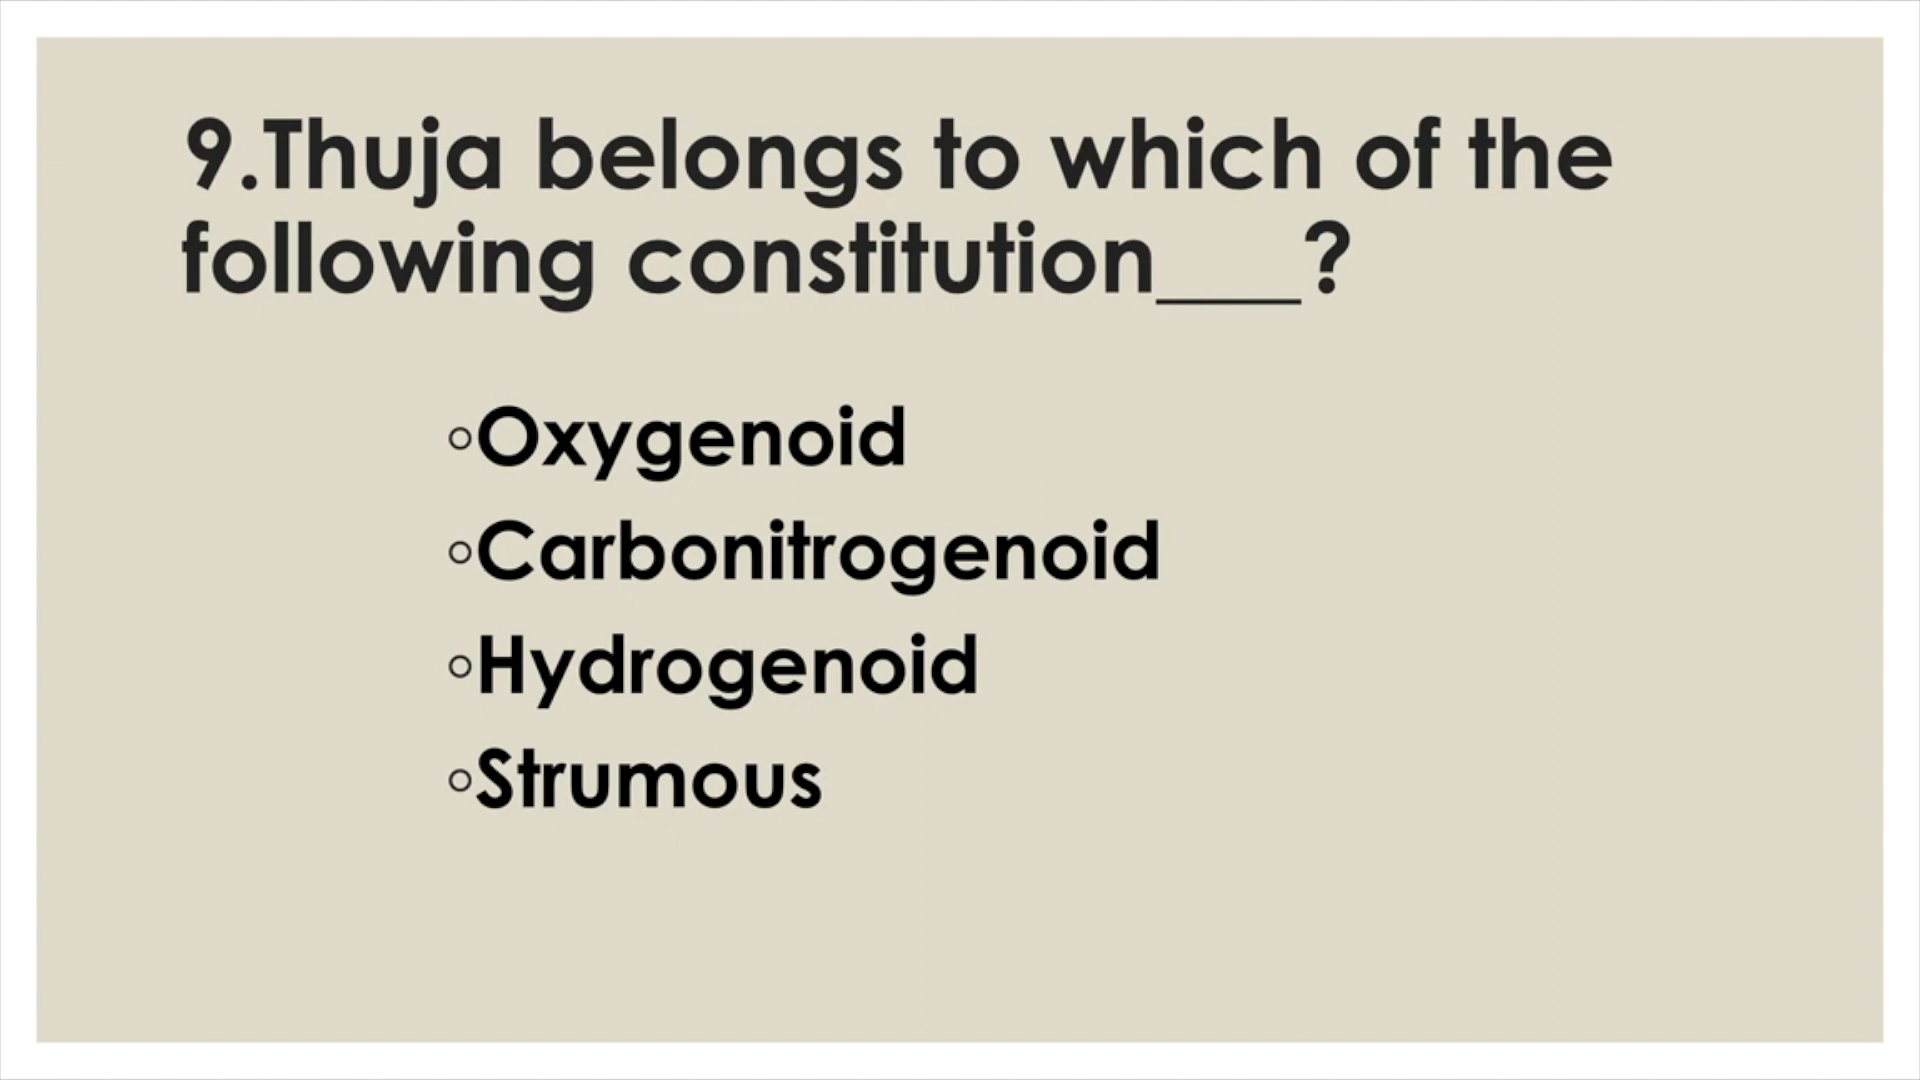 9.Thuja belongs to which of the
following constitution___?
◦Oxygenoid
◦Carbonitrogenoid
◦Hydrogenoid
◦Strumous